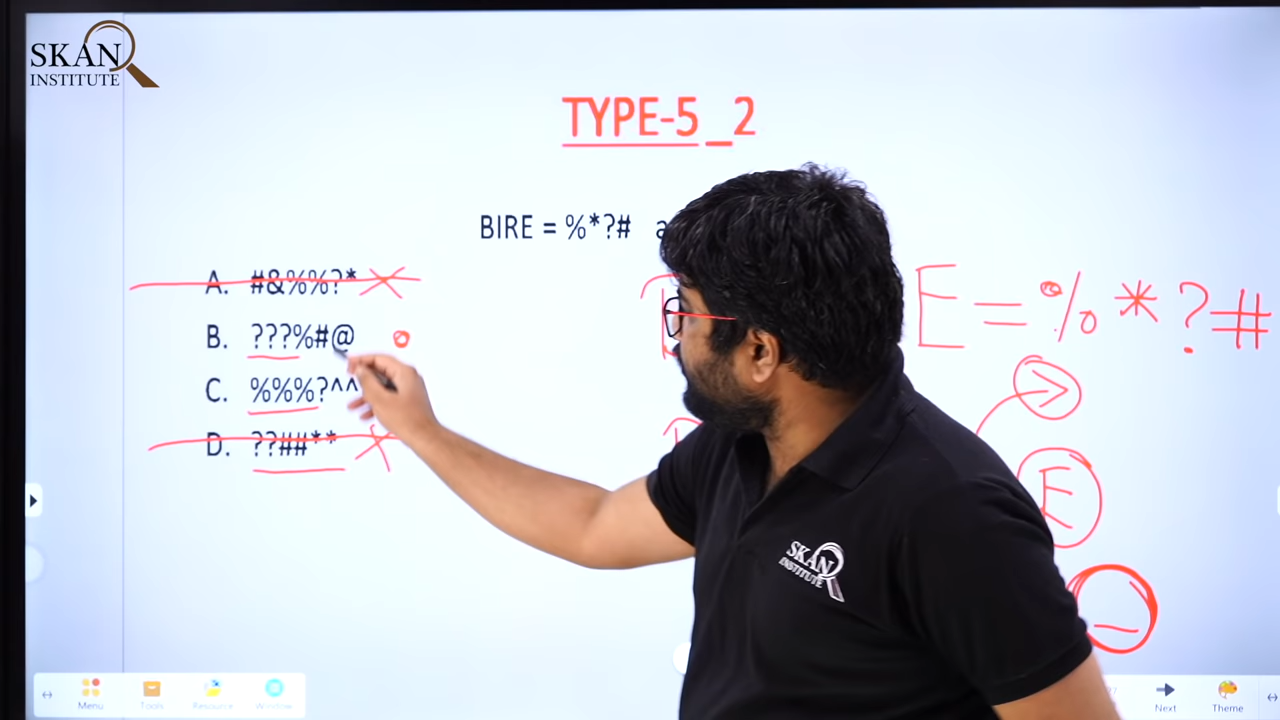 SKAN
INSTITUTE
TYPE-5_2
BIRE = %*?#
A. #&%%?*
B. ???%#@
C. %%%?^^
D. ??##**
E = % * ? #
>
E
SKAN
INSTITUTE
Menu
Tools
Resource
Window
Next
Theme